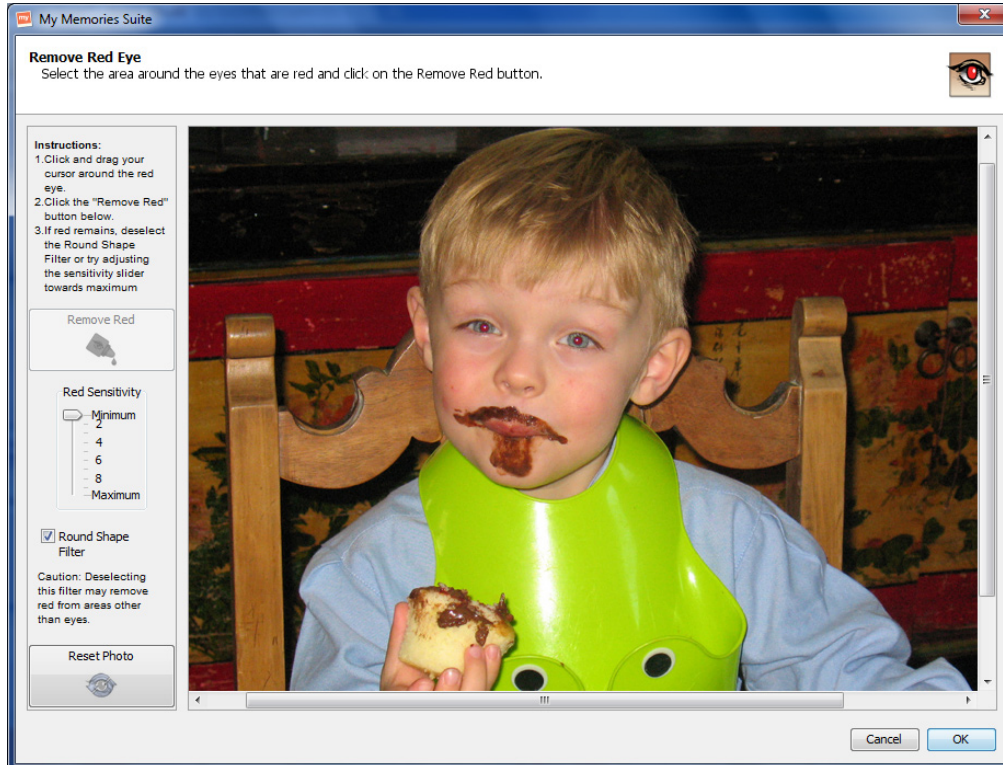 my My Memories Suite
Remove Red Eye
Select the area around the eyes that are red and click on the Remove Red button.
Instructions:
1.Click and drag your
cursor around the red
eye.
2.Click the "Remove Red"
button below.
3.If red remains, deselect
the Round Shape
Filter or try adjusting
the sensitivity slider
towards maximum
Remove Red
Red Sensitivity
Minimum
2
4
6
8
Maximum
Round Shape
Filter
Caution: Deselecting
this filter may remove
red from areas other
than eyes.
Reset Photo
Cancel
OK